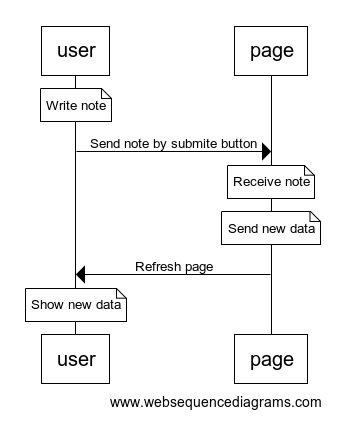 user
page
Write note
Send note by submite button
Receive note
Send new data
Refresh page
Show new data
user
page
www.websequencediagrams.com